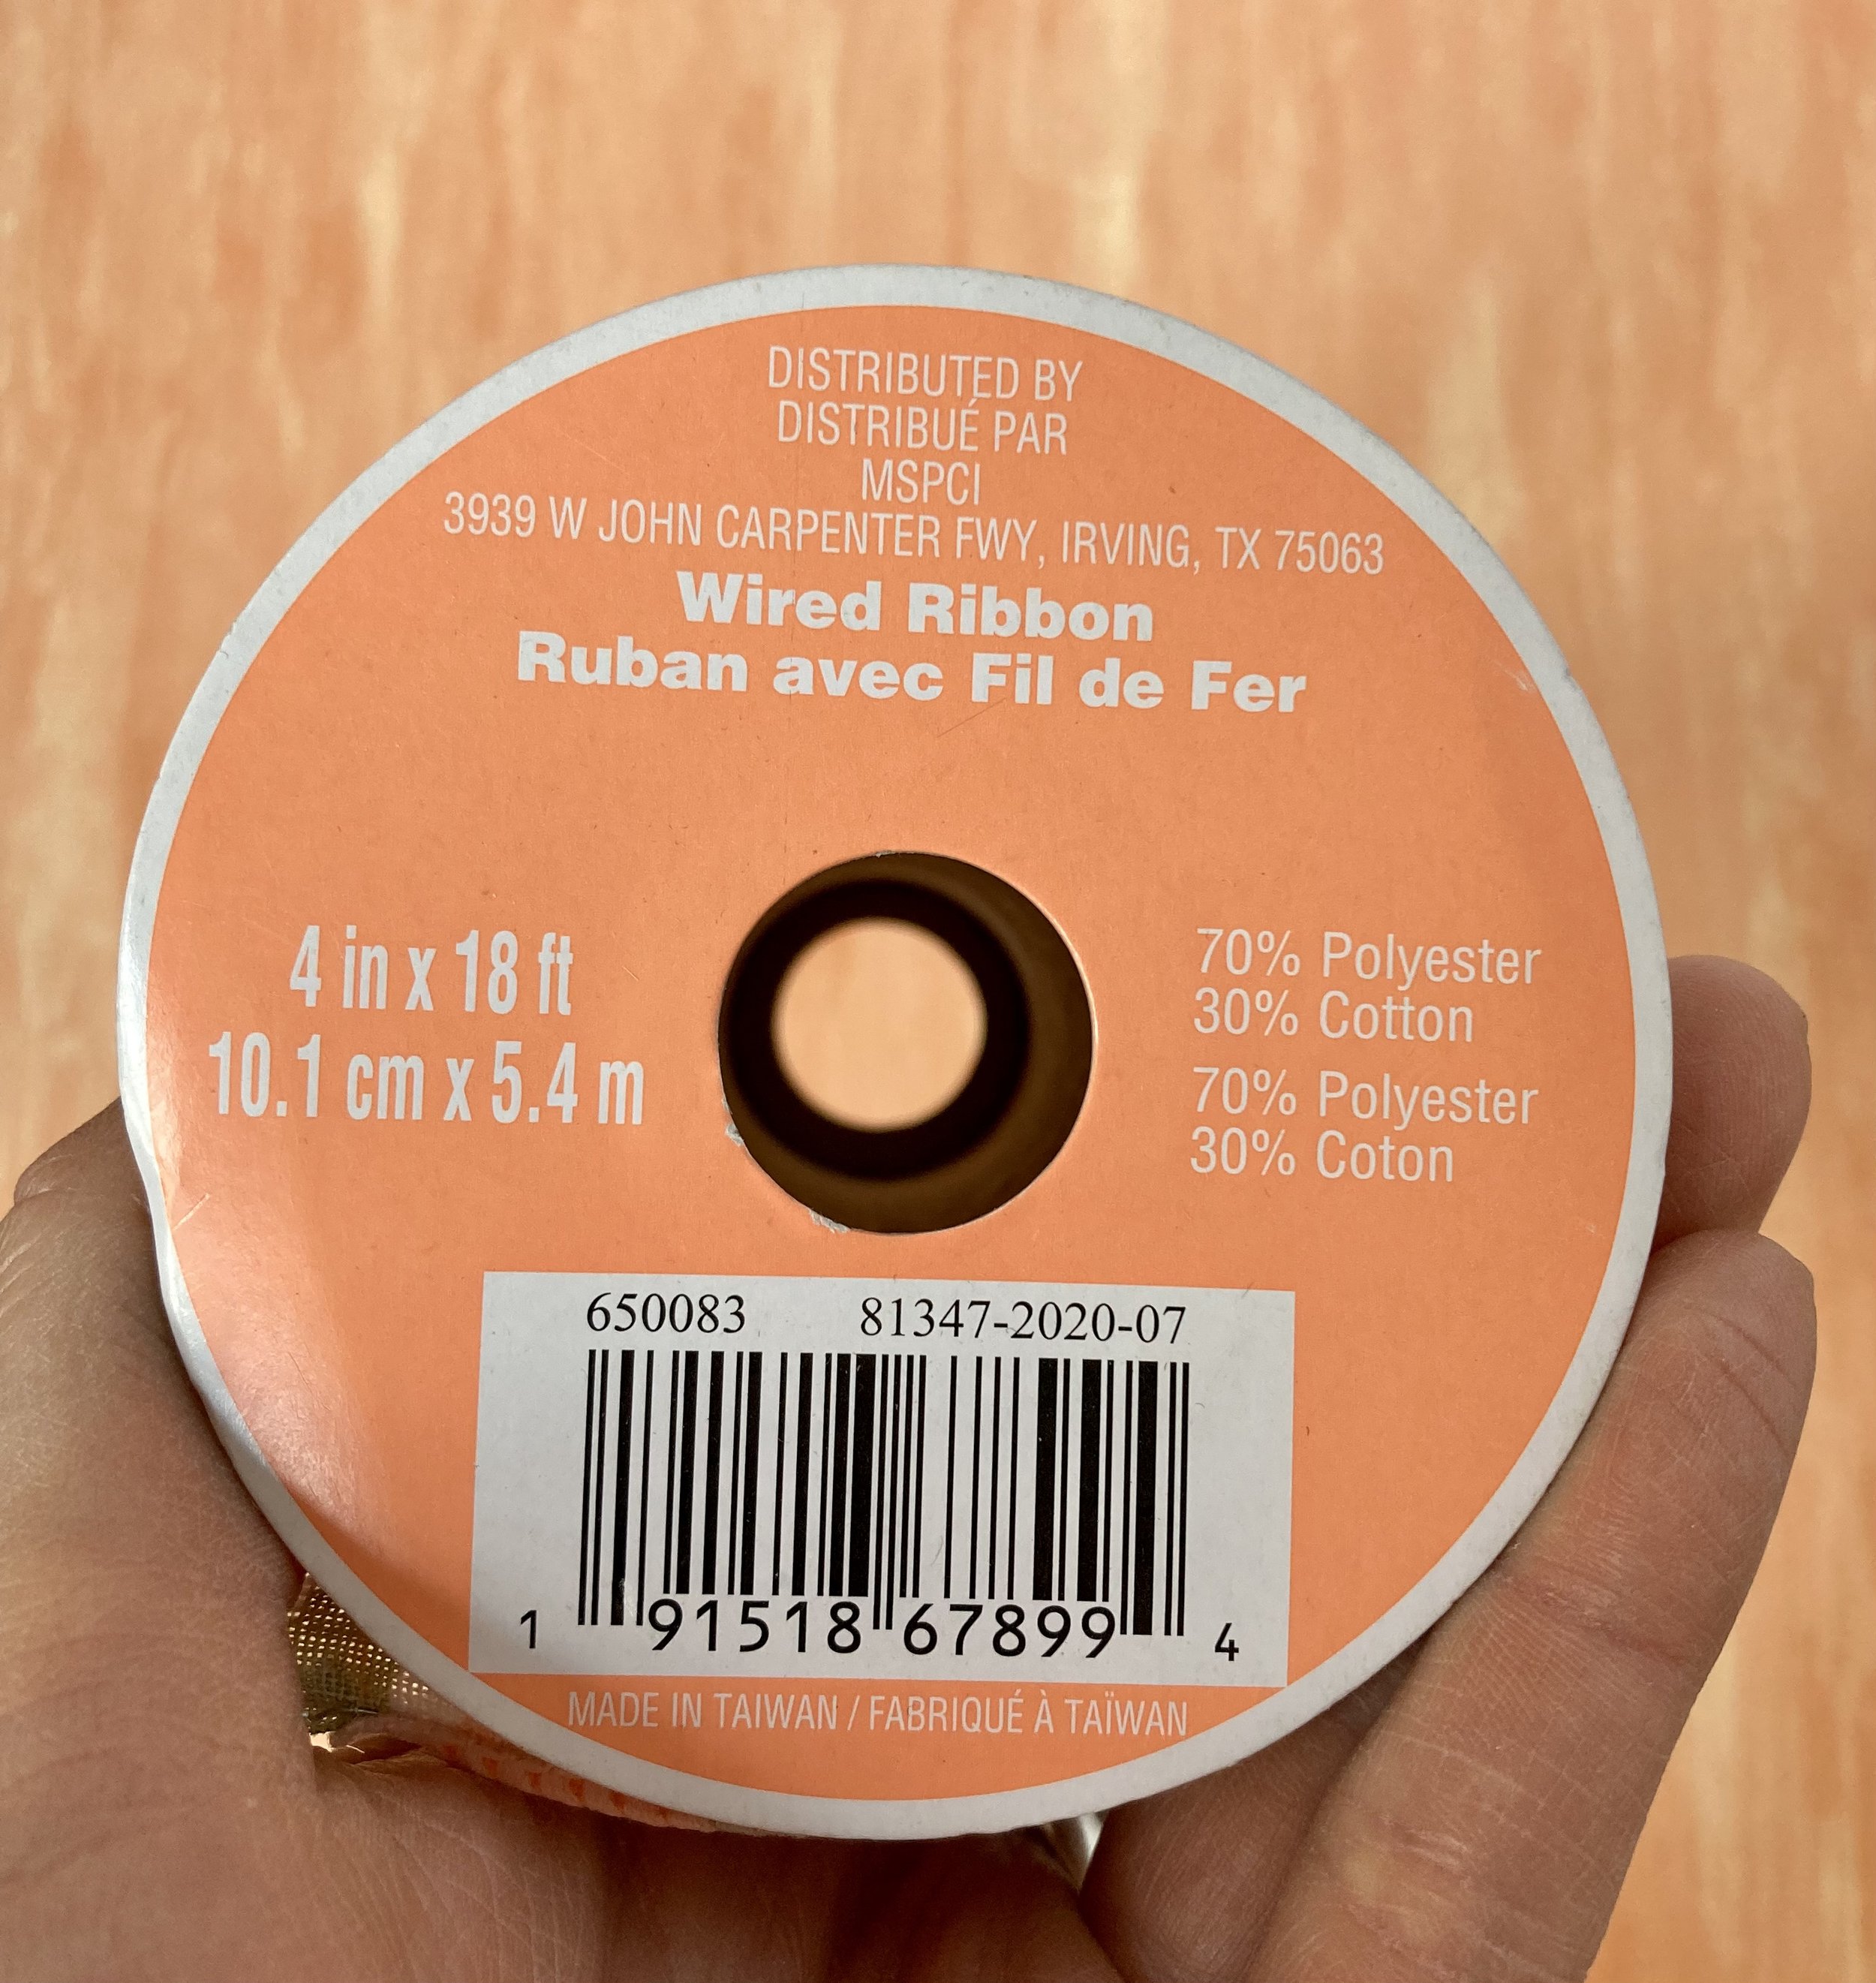 DISTRIBUTED BY
DISTRIBUÉ PAR
MSPCI
3939 W JOHN CARPENTER FWY, IRVING, TX 75063
Wired Ribbon
Ruban avec Fil de Fer
4 in x 18 ft
10.1 cm x 5.4 m
70% Polyester
30% Cotton
70% Polyester
30% Coton
650083 81347-2020-07
1 91518 67899 4
MADE IN TAIWAN / FABRIQUÉ À TAÏWAN